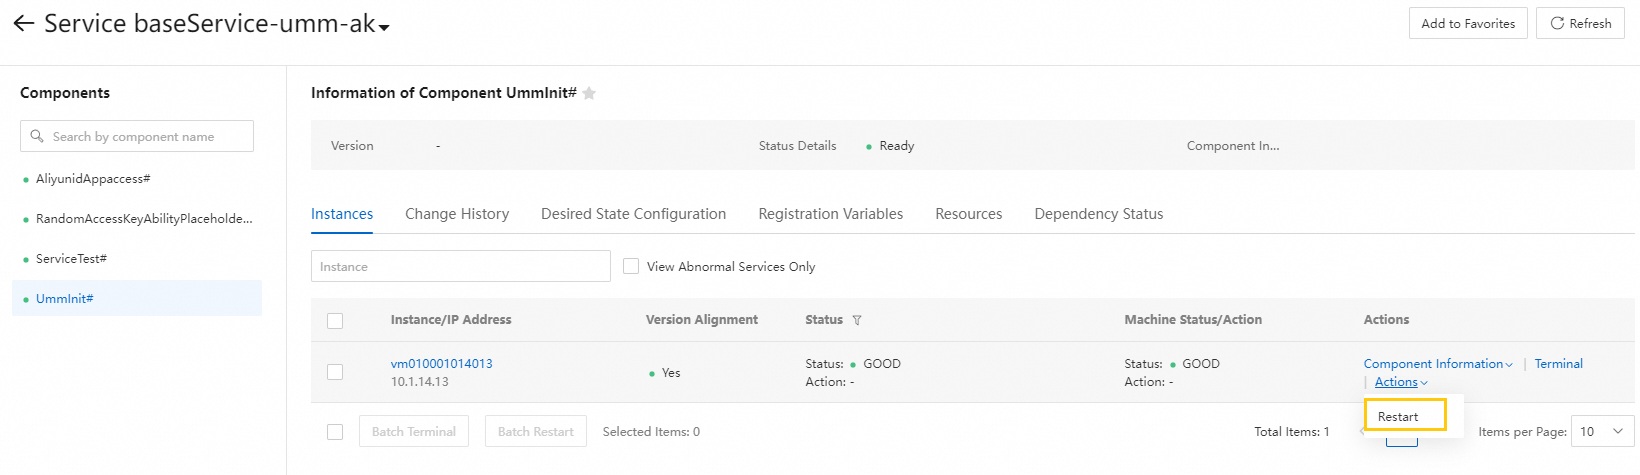 Service baseService-umm-ak
Add to Favorites
Refresh
Components
Search by component name
AliyunidAppaccess#
RandomAccessKeyAbilityPlaceholde...
ServiceTest#
UmmInit#
Information of Component UmmInit#
Version -
Status Details Ready
Component In...
Instances Change History Desired State Configuration Registration Variables Resources Dependency Status
Instance
View Abnormal Services Only
Instance/IP Address Version Alignment Status Machine Status/Action Actions
vm010001014013
10.1.14.13
Yes
Status: GOOD
Action: -
Status: GOOD
Action: -
Component Information | Terminal
| Actions
Restart
Batch Terminal Batch Restart Selected Items: 0 Total Items: 1 Items per Page: 10